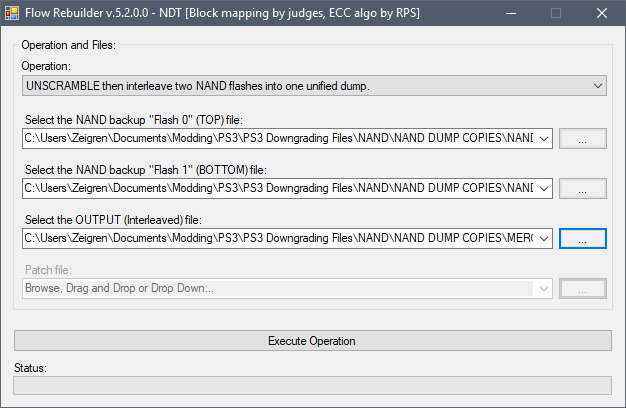 Flow Rebuilder v.5.2.0.0 - NDT [Block mapping by judges, ECC algo by RPS]
Operation and Files:
Operation:
UNSCRAMBLE then interleave two NAND flashes into one unified dump.
Select the NAND backup "Flash 0" (TOP) file:
C:\Users\Zeigren\Documents\Modding\PS3\PS3 Downgrading Files\NAND\NAND DUMP COPIES\NAND
...
Select the NAND backup "Flash 1" (BOTTOM) file:
C:\Users\Zeigren\Documents\Modding\PS3\PS3 Downgrading Files\NAND\NAND DUMP COPIES\NAND
...
Select the OUTPUT (Interleaved) file:
C:\Users\Zeigren\Documents\Modding\PS3\PS3 Downgrading Files\NAND\NAND DUMP COPIES\MERG
...
Patch file:
Browse, Drag and Drop or Drop Down...
...
Execute Operation
Status: